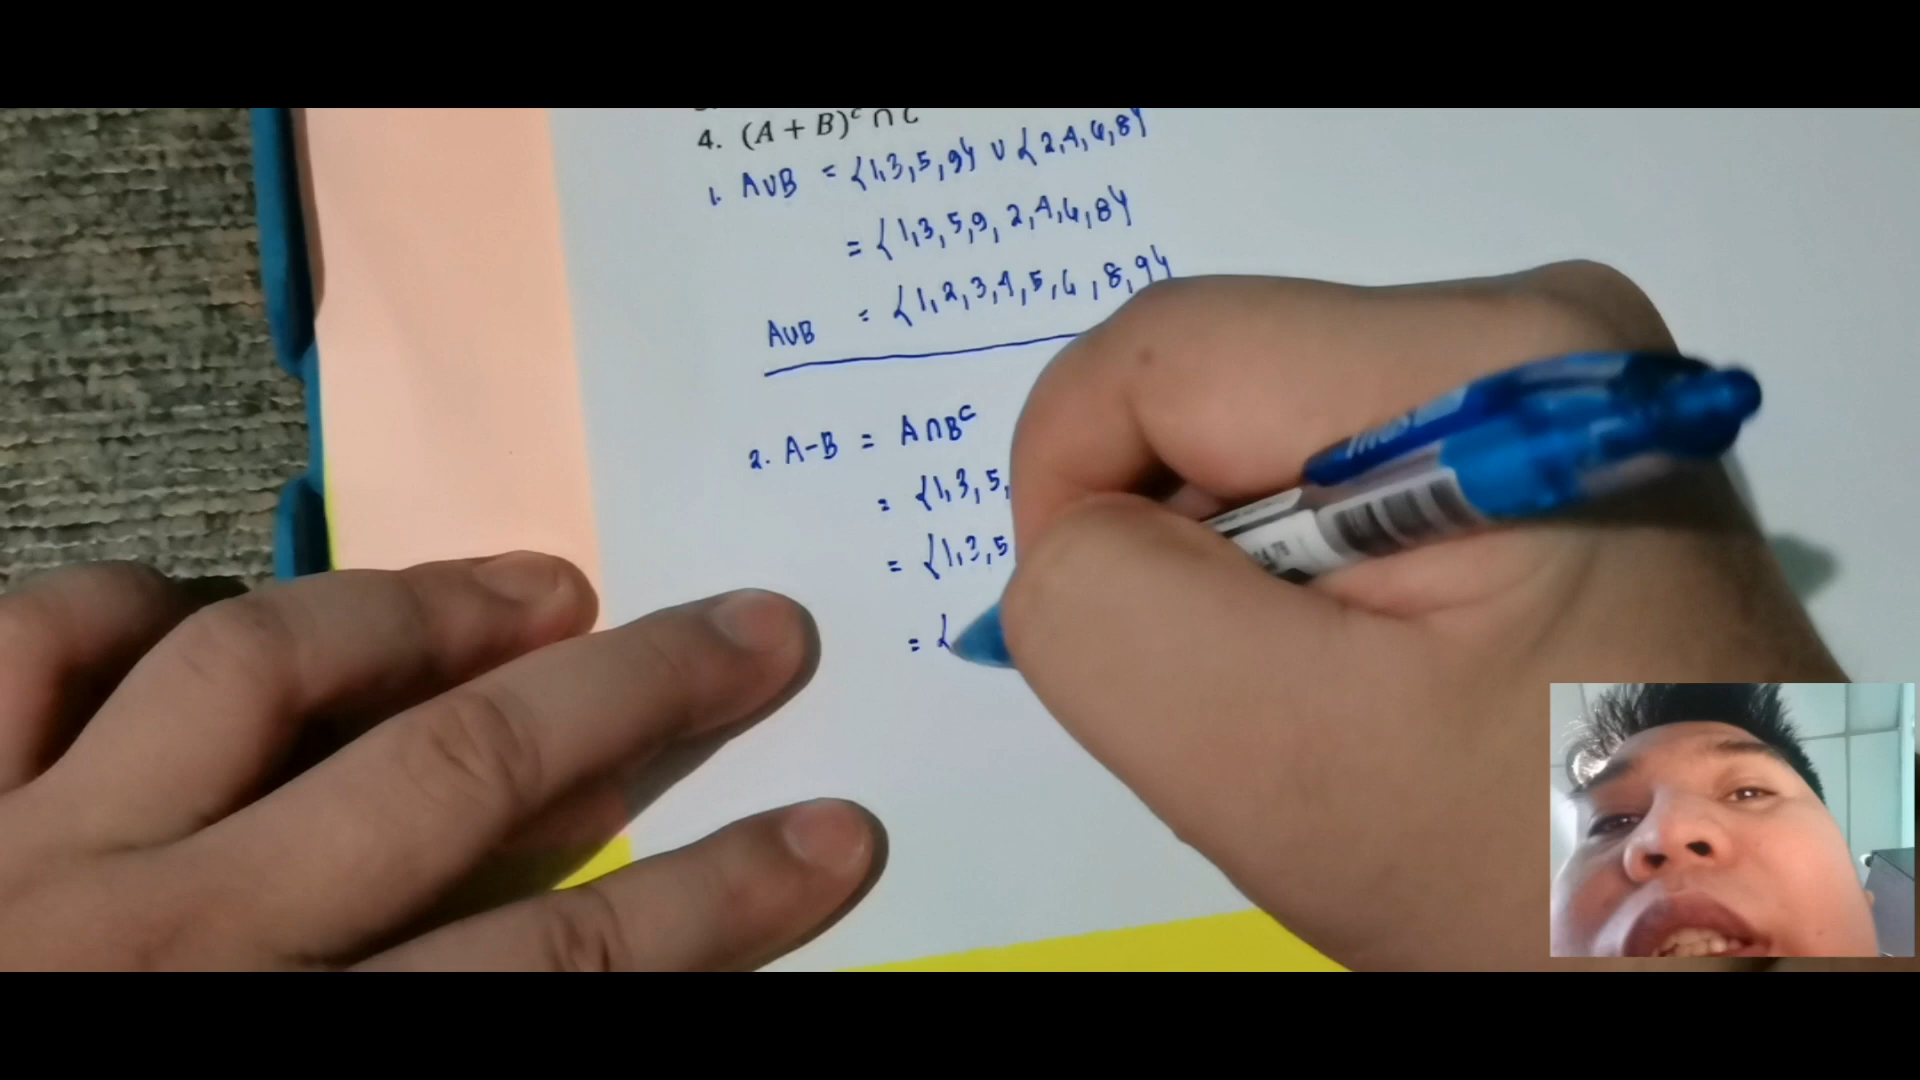 4. (A + B)ᶜ ∩ C
1. A∪B = {1,3,5,9} ∪ {2,4,6,8}
= {1,3,5,9,2,4,6,8}
A∪B = {1,2,3,4,5,6,8,9}
2. A-B = A∩Bᶜ
= {1,3,5,
= {1,3,5
= {